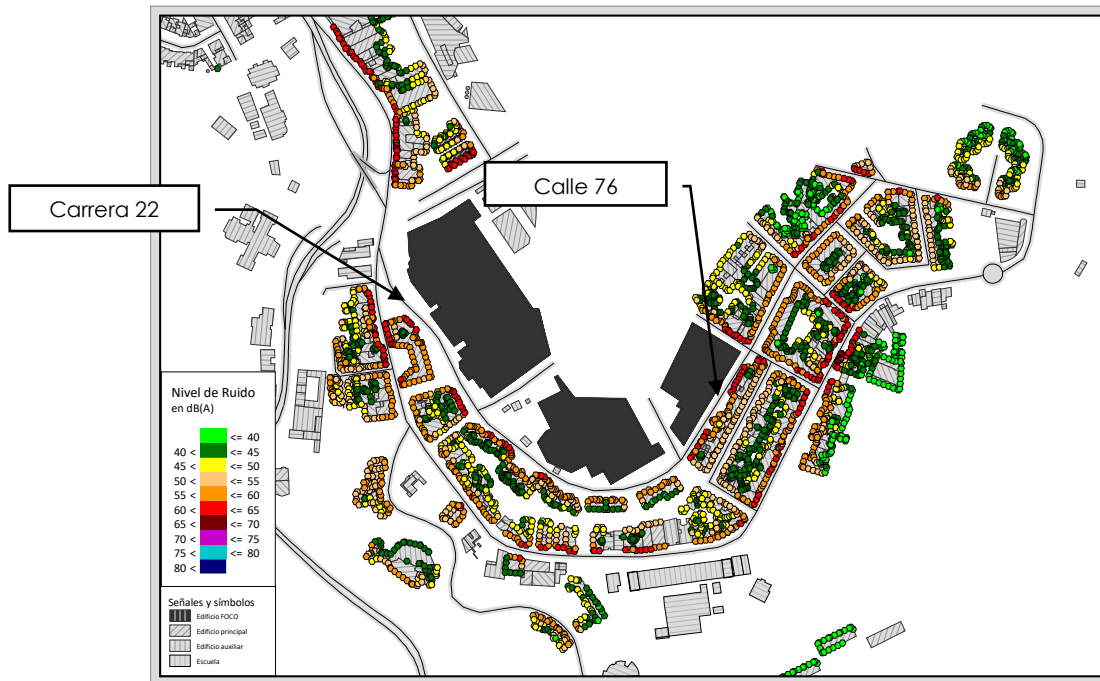 Calle 76
Carrera 22
Nivel de Ruido
en dB(A)
<= 40
40 < <= 45
45 < <= 50
50 < <= 55
55 < <= 60
60 < <= 65
65 < <= 70
70 < <= 75
75 < <= 80
80 <
Señales y símbolos
Edificio FOCO
Edificio principal
Edificio auxiliar
Escuela